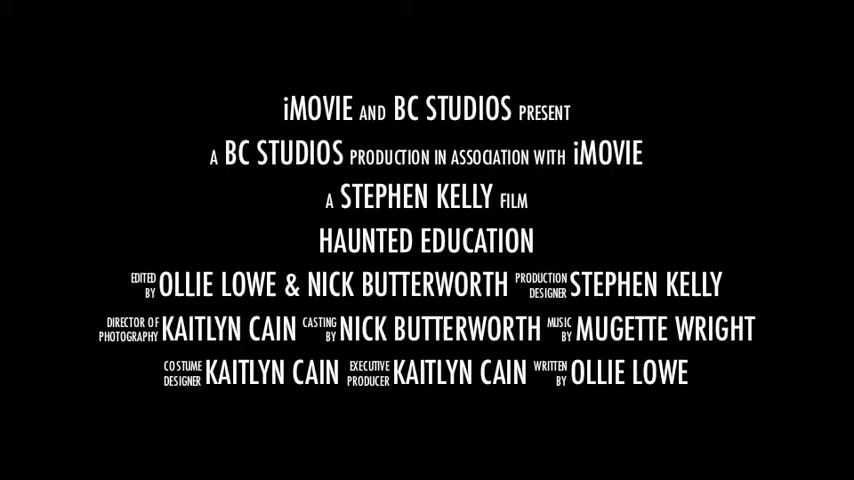 iMOVIE AND BC STUDIOS PRESENT
A BC STUDIOS PRODUCTION IN ASSOCIATION WITH iMOVIE
A STEPHEN KELLY FILM
HAUNTED EDUCATION
EDITED BY OLLIE LOWE & NICK BUTTERWORTH PRODUCTION DESIGNER STEPHEN KELLY
DIRECTOR OF PHOTOGRAPHY KAITLYN CAIN CASTING BY NICK BUTTERWORTH MUSIC BY MUGETTE WRIGHT
COSTUME DESIGNER KAITLYN CAIN EXECUTIVE PRODUCER KAITLYN CAIN WRITTEN BY OLLIE LOWE